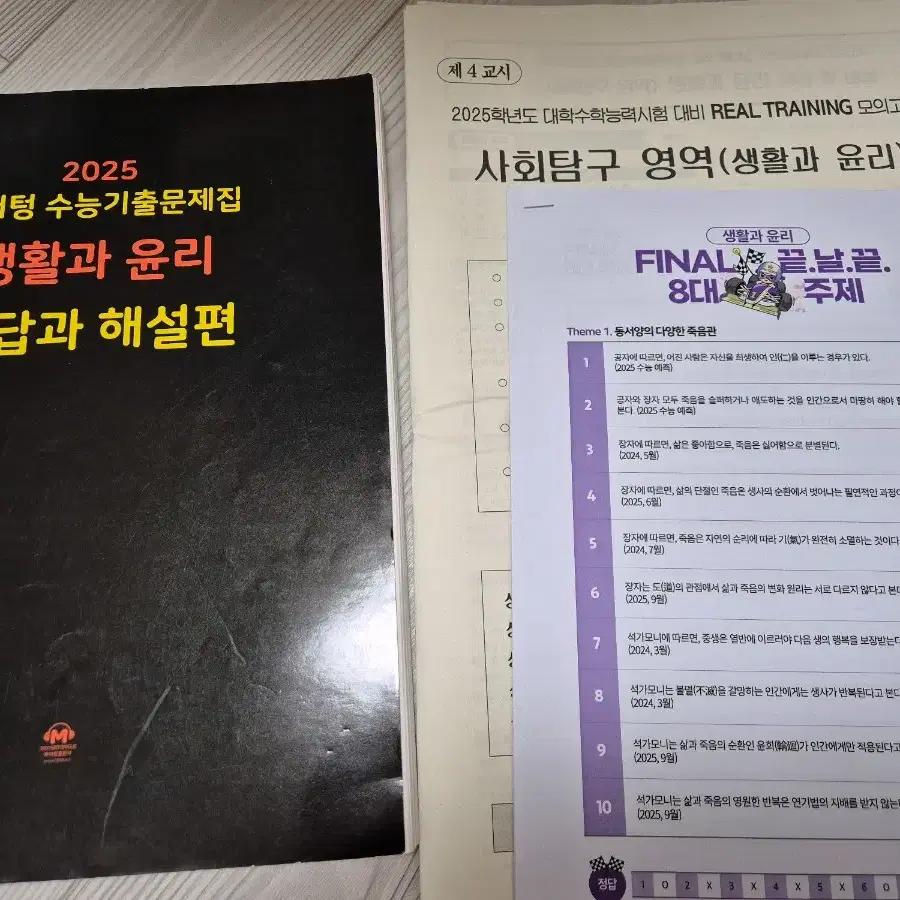 2025
수능기출문제집
생활과 윤리
답과 해설편
제 4 교시
2025학년도 대학수학능력시험 대비 REAL TRAINING 모의고
사회탐구 영역(생활과 윤리)
생활과 윤리
FINAL 끝.날.끝.
8대 주제
Theme 1. 동서양의 다양한 죽음관
1 공자에 따르면, 어진 사람은 자신을 희생하여 인(仁)을 이루는 경우가 있다.
(2025 수능 예측)
2 공자와 장자 모두 죽음을 슬퍼하거나 애도하는 것을 인간으로서 마땅히 해야 할
본다. (2025 수능 예측)
3 장자에 따르면, 삶은 좋아함으로, 죽음은 싫어함으로 분별된다.
(2024, 5월)
4 장자에 따르면, 삶의 단절인 죽음은 생사의 순환에서 벗어나는 필연적인 과정이
(2025, 6월)
5 장자에 따르면, 죽음은 자연의 순리에 따라 기(氣)가 완전히 소멸하는 것이다
(2024, 7월)
6 장자는 도(道)의 관점에서 삶과 죽음의 변화 원리는 서로 다르지 않다고 본다
(2025, 9월)
7 석가모니에 따르면, 중생은 열반에 이르러야 다음 생의 행복을 보장받는다
(2024, 3월)
8 석가모니는 불멸(不滅)을 갈망하는 인간에게는 생사가 반복된다고 본다
(2024, 3월)
9 석가모니는 삶과 죽음의 순환인 윤회(輪廻)가 인간에게만 적용된다고
(2025, 9월)
10 석가모니는 삶과 죽음의 영원한 반복은 연기법의 지배를 받지 않는
(2025, 9월)
정답 1 O 2 X 3 X 4 X 5 X 6 O